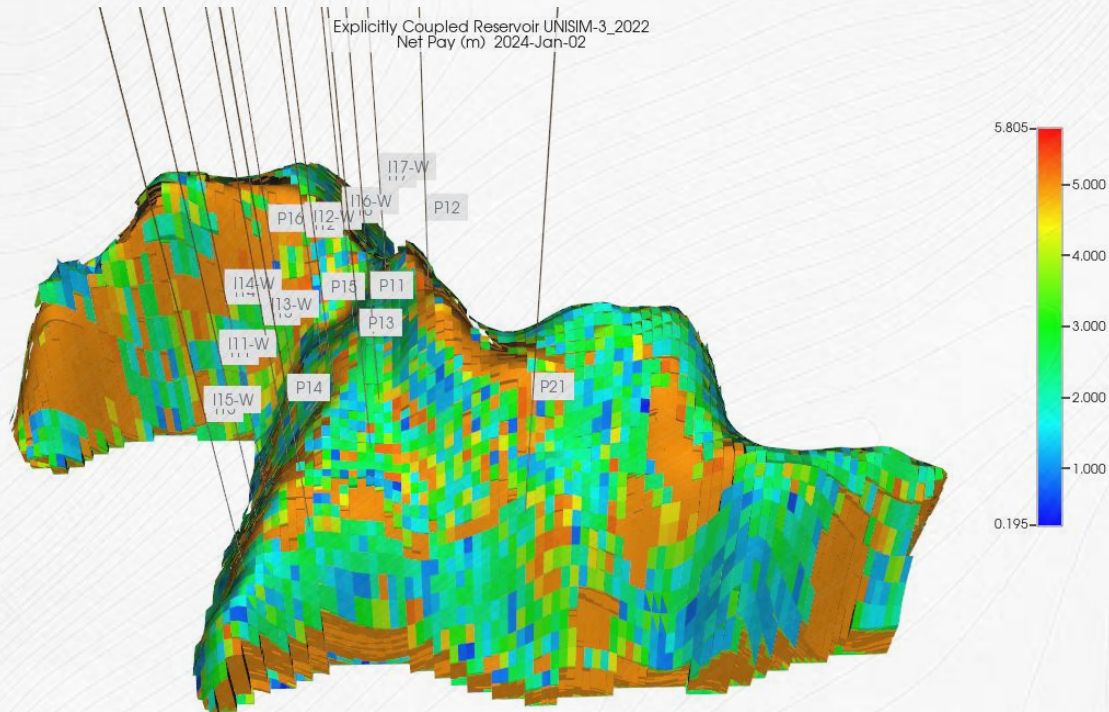 Explicitly Coupled Reservoir UNISIM-3_2022
Net Pay (m) 2024-Jan-02
5.805
5.000
4.000
3.000
2.000
1.000
0.195
I17-W
I16-W
P12
P16
I12-W
I14-W
P15
P11
I13-W
P13
I11-W
P14
P21
I15-W